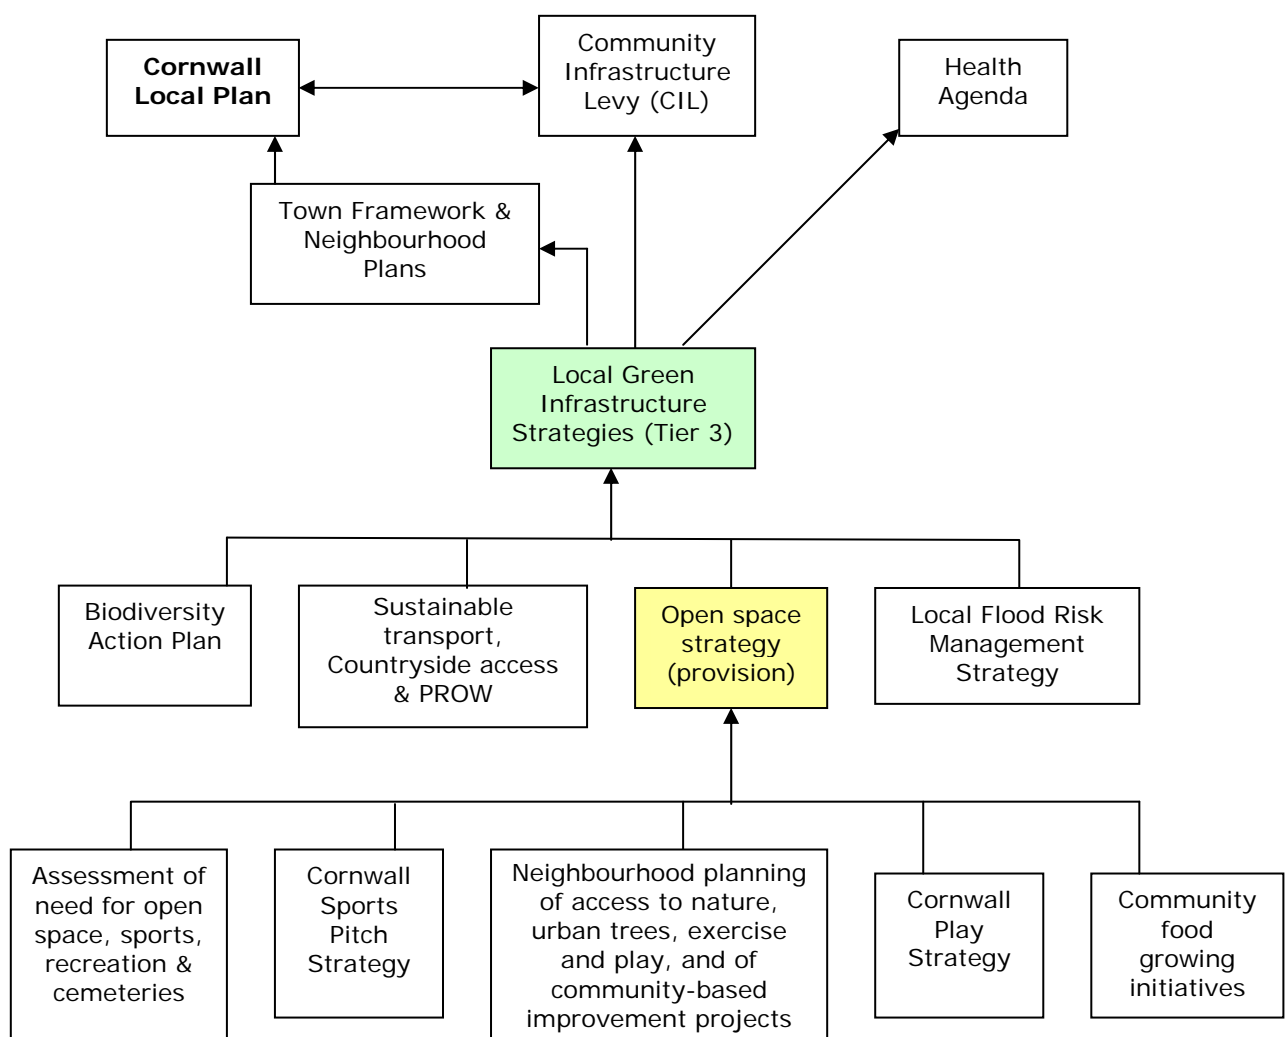 Cornwall
Local Plan
Community
Infrastructure
Levy (CIL)
Health
Agenda
Town Framework &
Neighbourhood
Plans
Local Green
Infrastructure
Strategies (Tier 3)
Biodiversity
Action Plan
Sustainable
transport,
Countryside access
& PROW
Open space
strategy
(provision)
Local Flood Risk
Management
Strategy
Assessment of
need for open
space, sports,
recreation &
cemeteries
Cornwall
Sports
Pitch
Strategy
Neighbourhood planning
of access to nature,
urban trees, exercise
and play, and of
community-based
improvement projects
Cornwall
Play
Strategy
Community
food
growing
initiatives